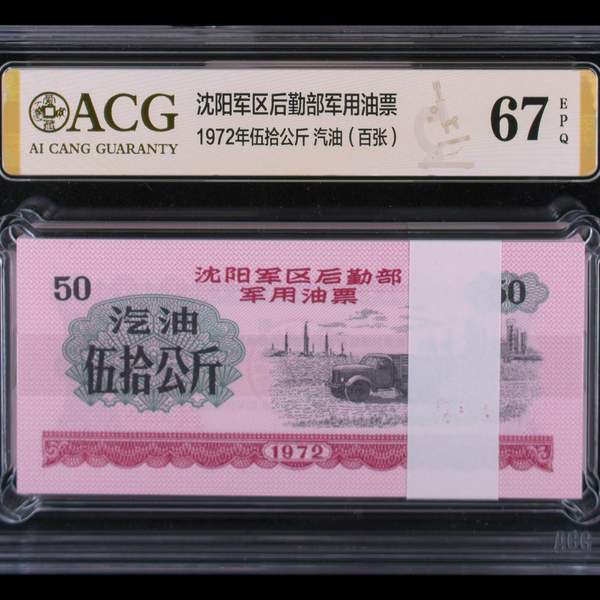 ACG
AI CANG GUARANTY
沈阳军区后勤部军用油票
1972年伍拾公斤 汽油（百张）
67
EPQ
沈阳军区后勤部
军用油票
50
50
汽油
伍拾公斤
1972
ACG